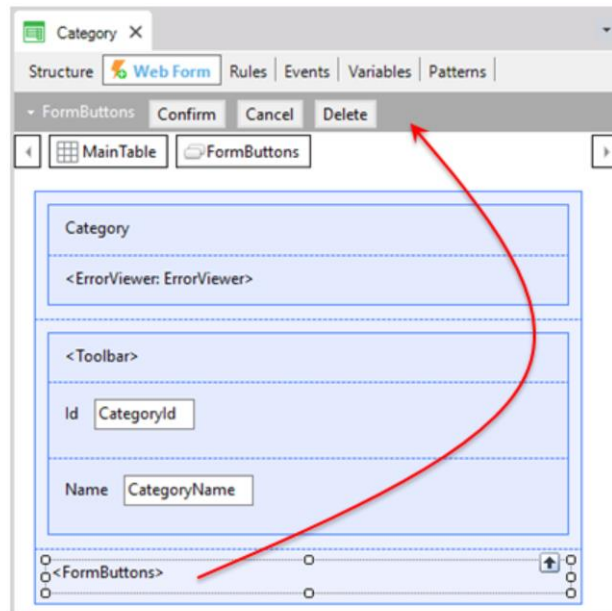 Category
Structure Web Form Rules Events Variables Patterns
FormButtons Confirm Cancel Delete
MainTable FormButtons
Category
<ErrorViewer: ErrorViewer>
<Toolbar>
Id CategoryId
Name CategoryName
<FormButtons>